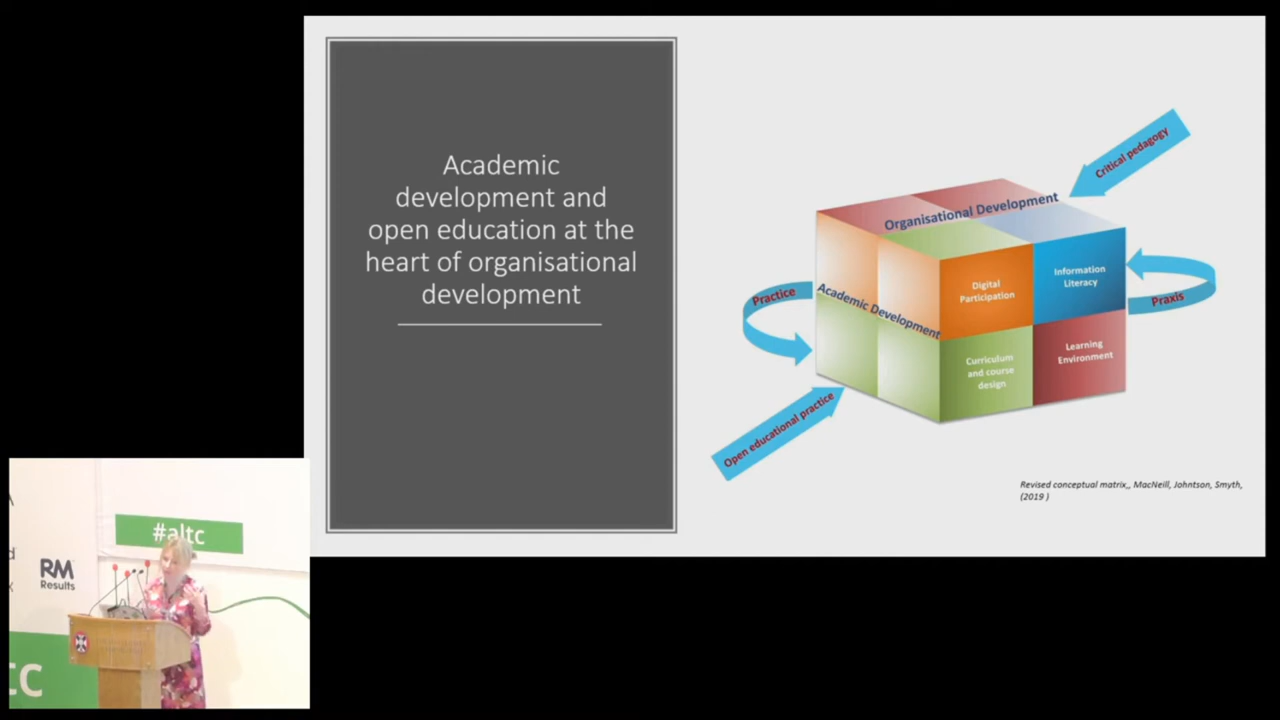 Academic
development and
open education at the
heart of organisational
development
Critical pedagogy
Organisational Development
Digital
Participation
Information
Literacy
Practice
Academic Development
Praxis
Curriculum
and course
design
Learning
Environment
Open educational practice
Revised conceptual matrix,, MacNeill, Johntson, Smyth,
(2019 )
#altc
RM
Results
tc